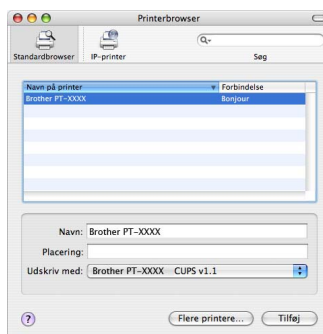 Printerbrowser
Standardbrowser IP-printer Søg
Navn på printer Forbindelse
Brother PT-XXXX Bonjour
Navn: Brother PT-XXXX
Placering:
Udskriv med: Brother PT-XXXX CUPS v1.1
? Flere printere... Tilføj